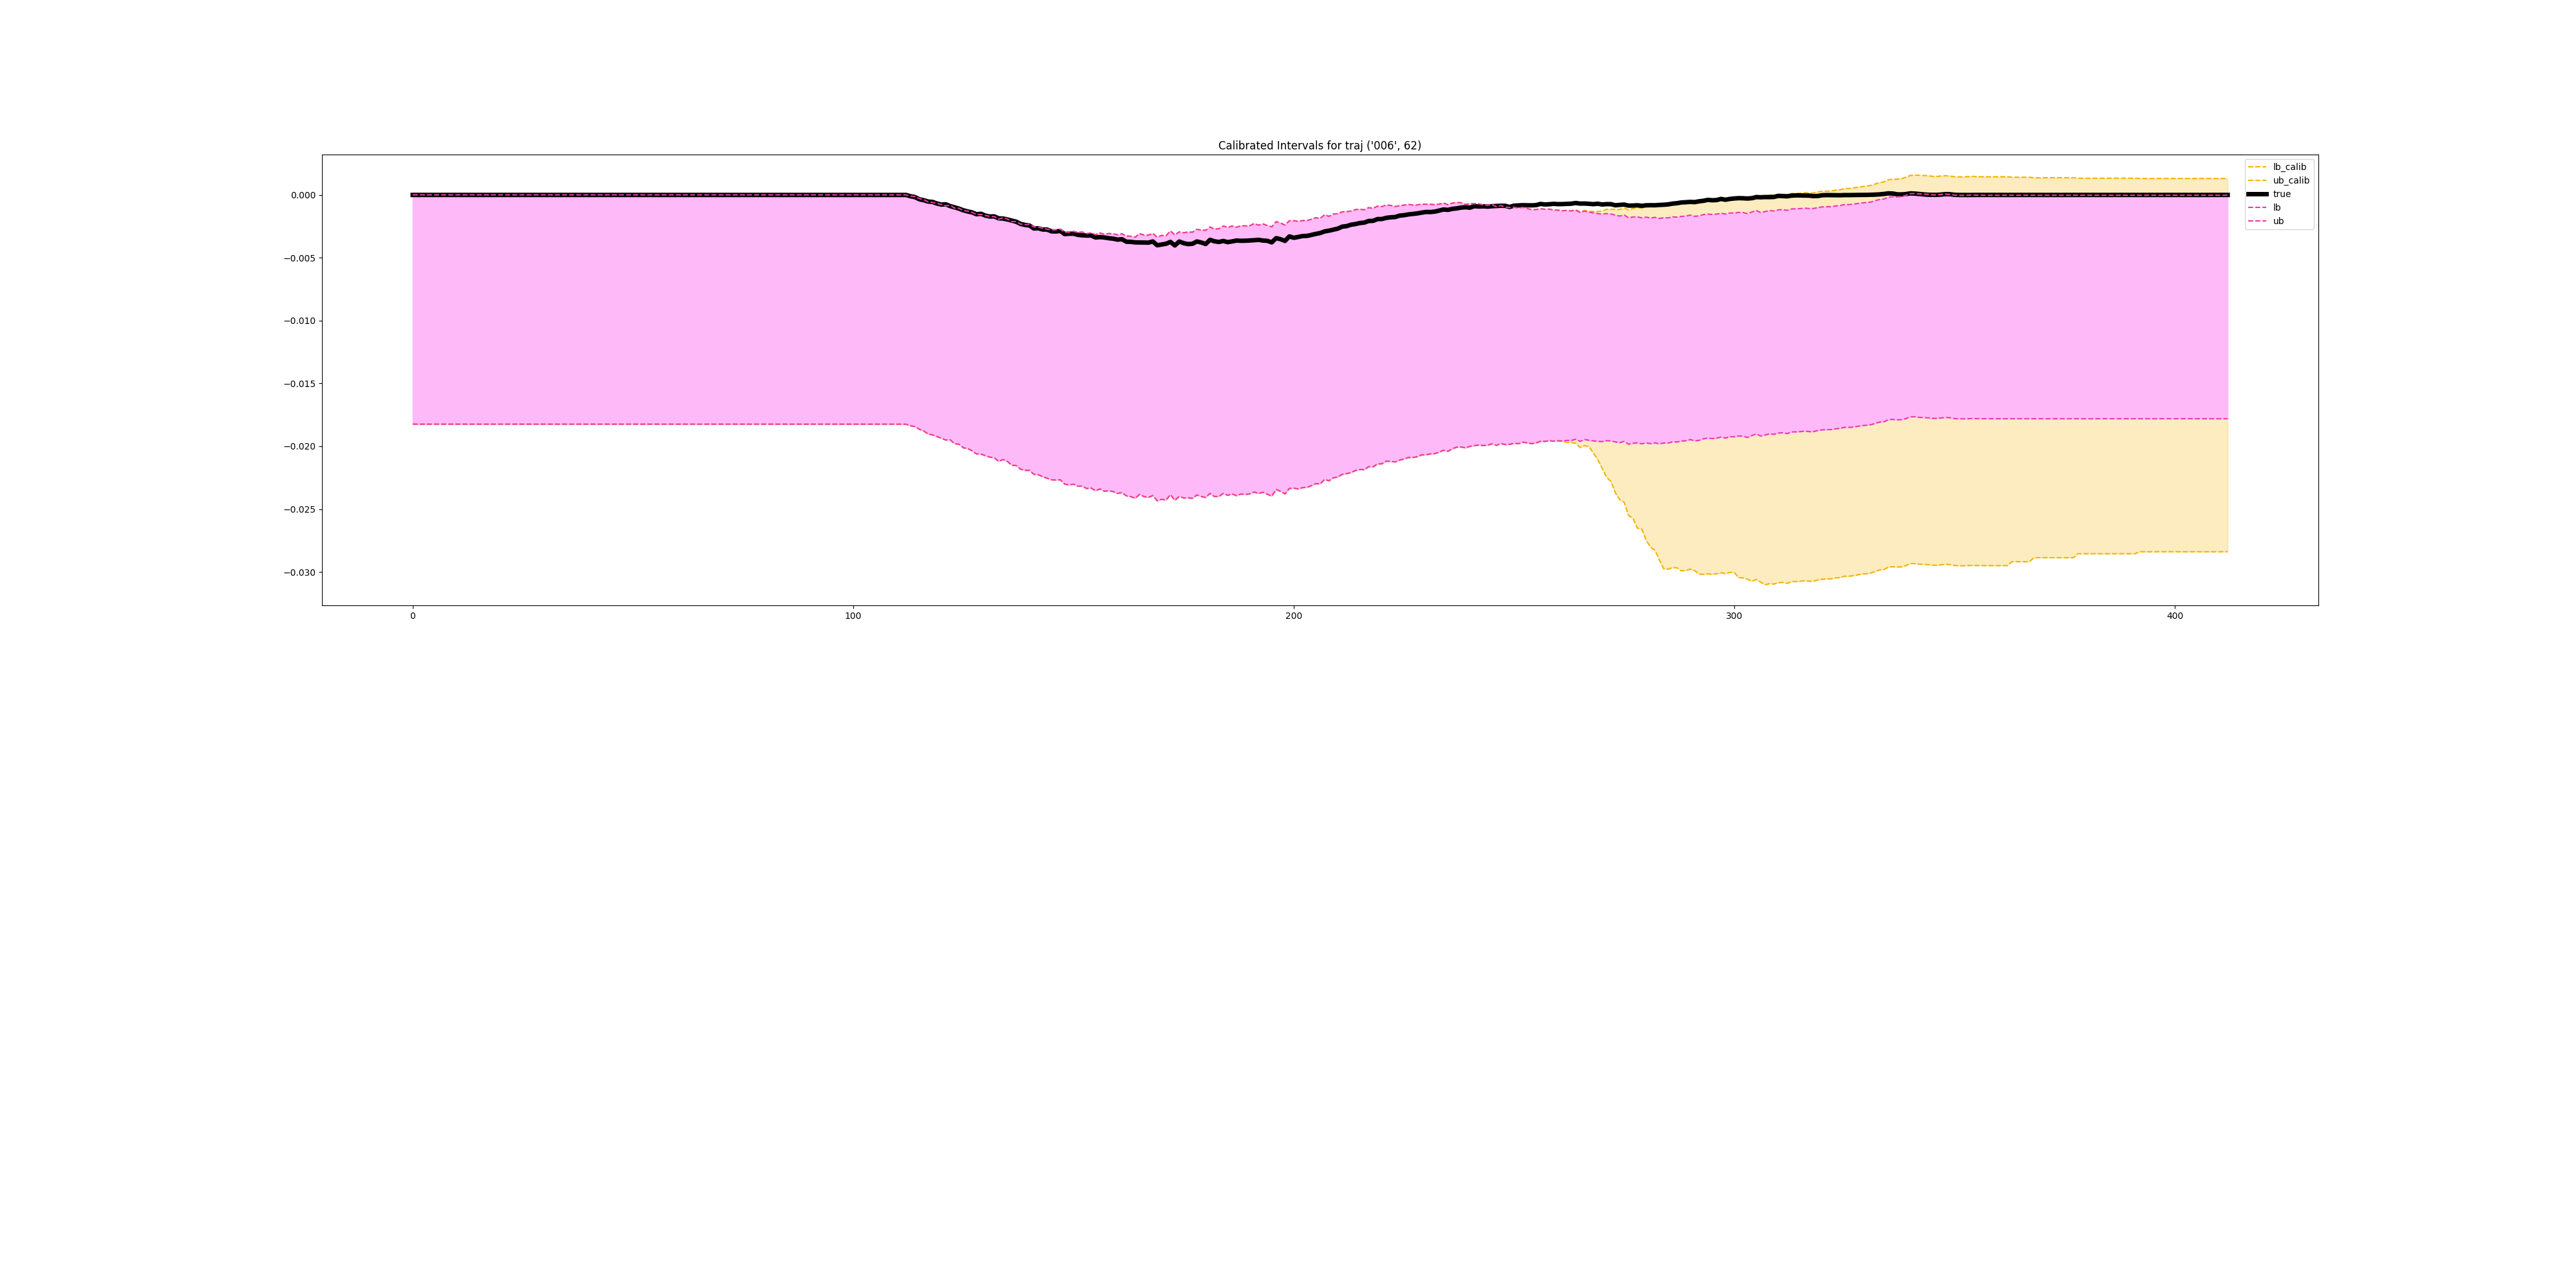 Calibrated Intervals for traj ('006', 62)
0.000
−0.005
−0.010
−0.015
−0.020
−0.025
−0.030
0
100
200
300
400
lb_calib
ub_calib
true
lb
ub